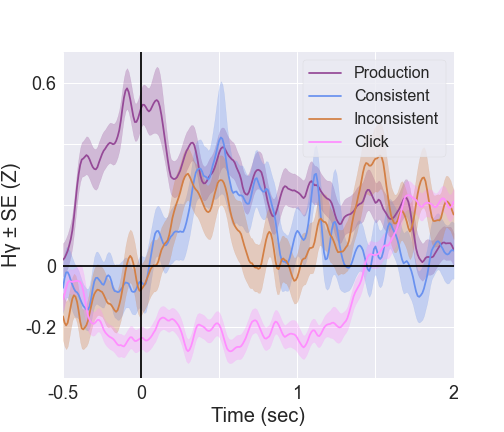 Production
Consistent
Inconsistent
Click
0.6
0
-0.2
Hγ ± SE (Z)
-0.5 0 1 2
Time (sec)